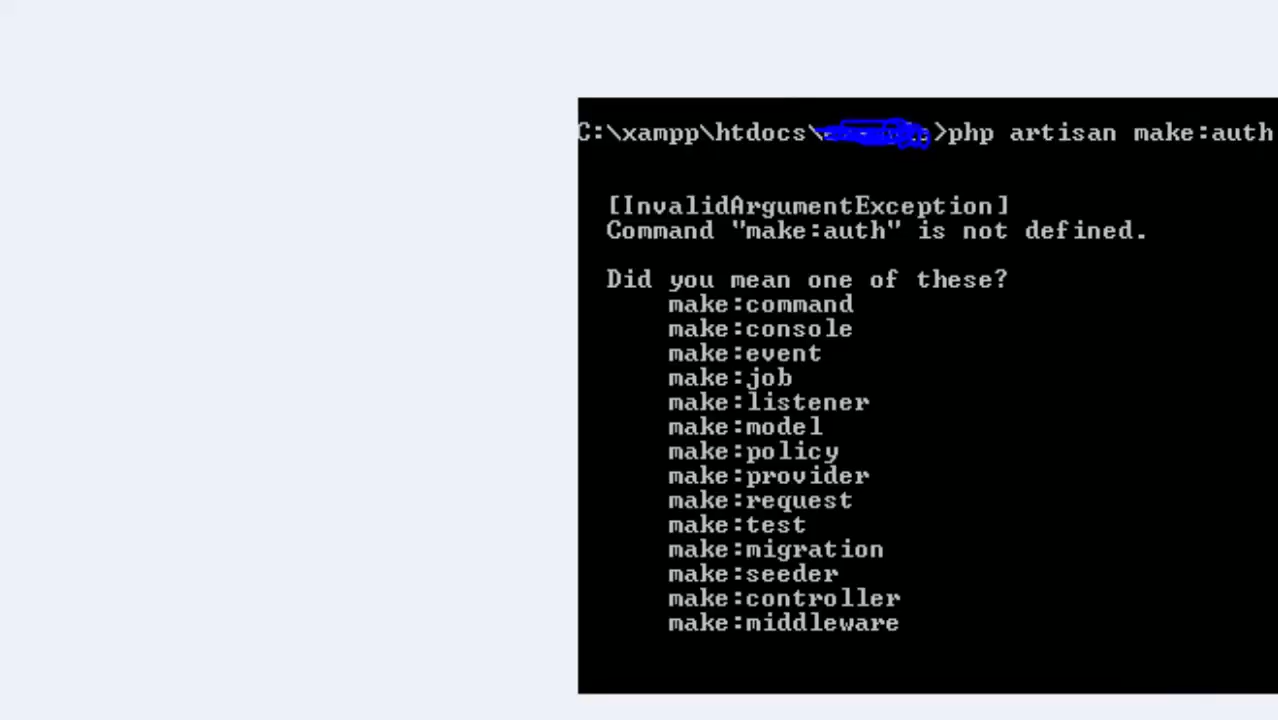 C:\xampp\htdocs\>php artisan make:auth
[InvalidArgumentException]
Command "make:auth" is not defined.
Did you mean one of these?
make:command
make:console
make:event
make:job
make:listener
make:model
make:policy
make:provider
make:request
make:test
make:migration
make:seeder
make:controller
make:middleware